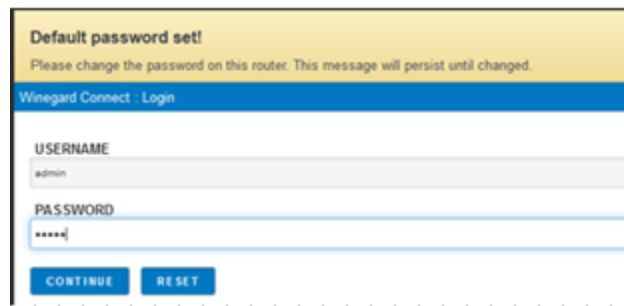 Default password set!
Please change the password on this router. This message will persist until changed.
Winegard Connect : Login
USERNAME
admin
PASSWORD
•••••
CONTINUE RESET